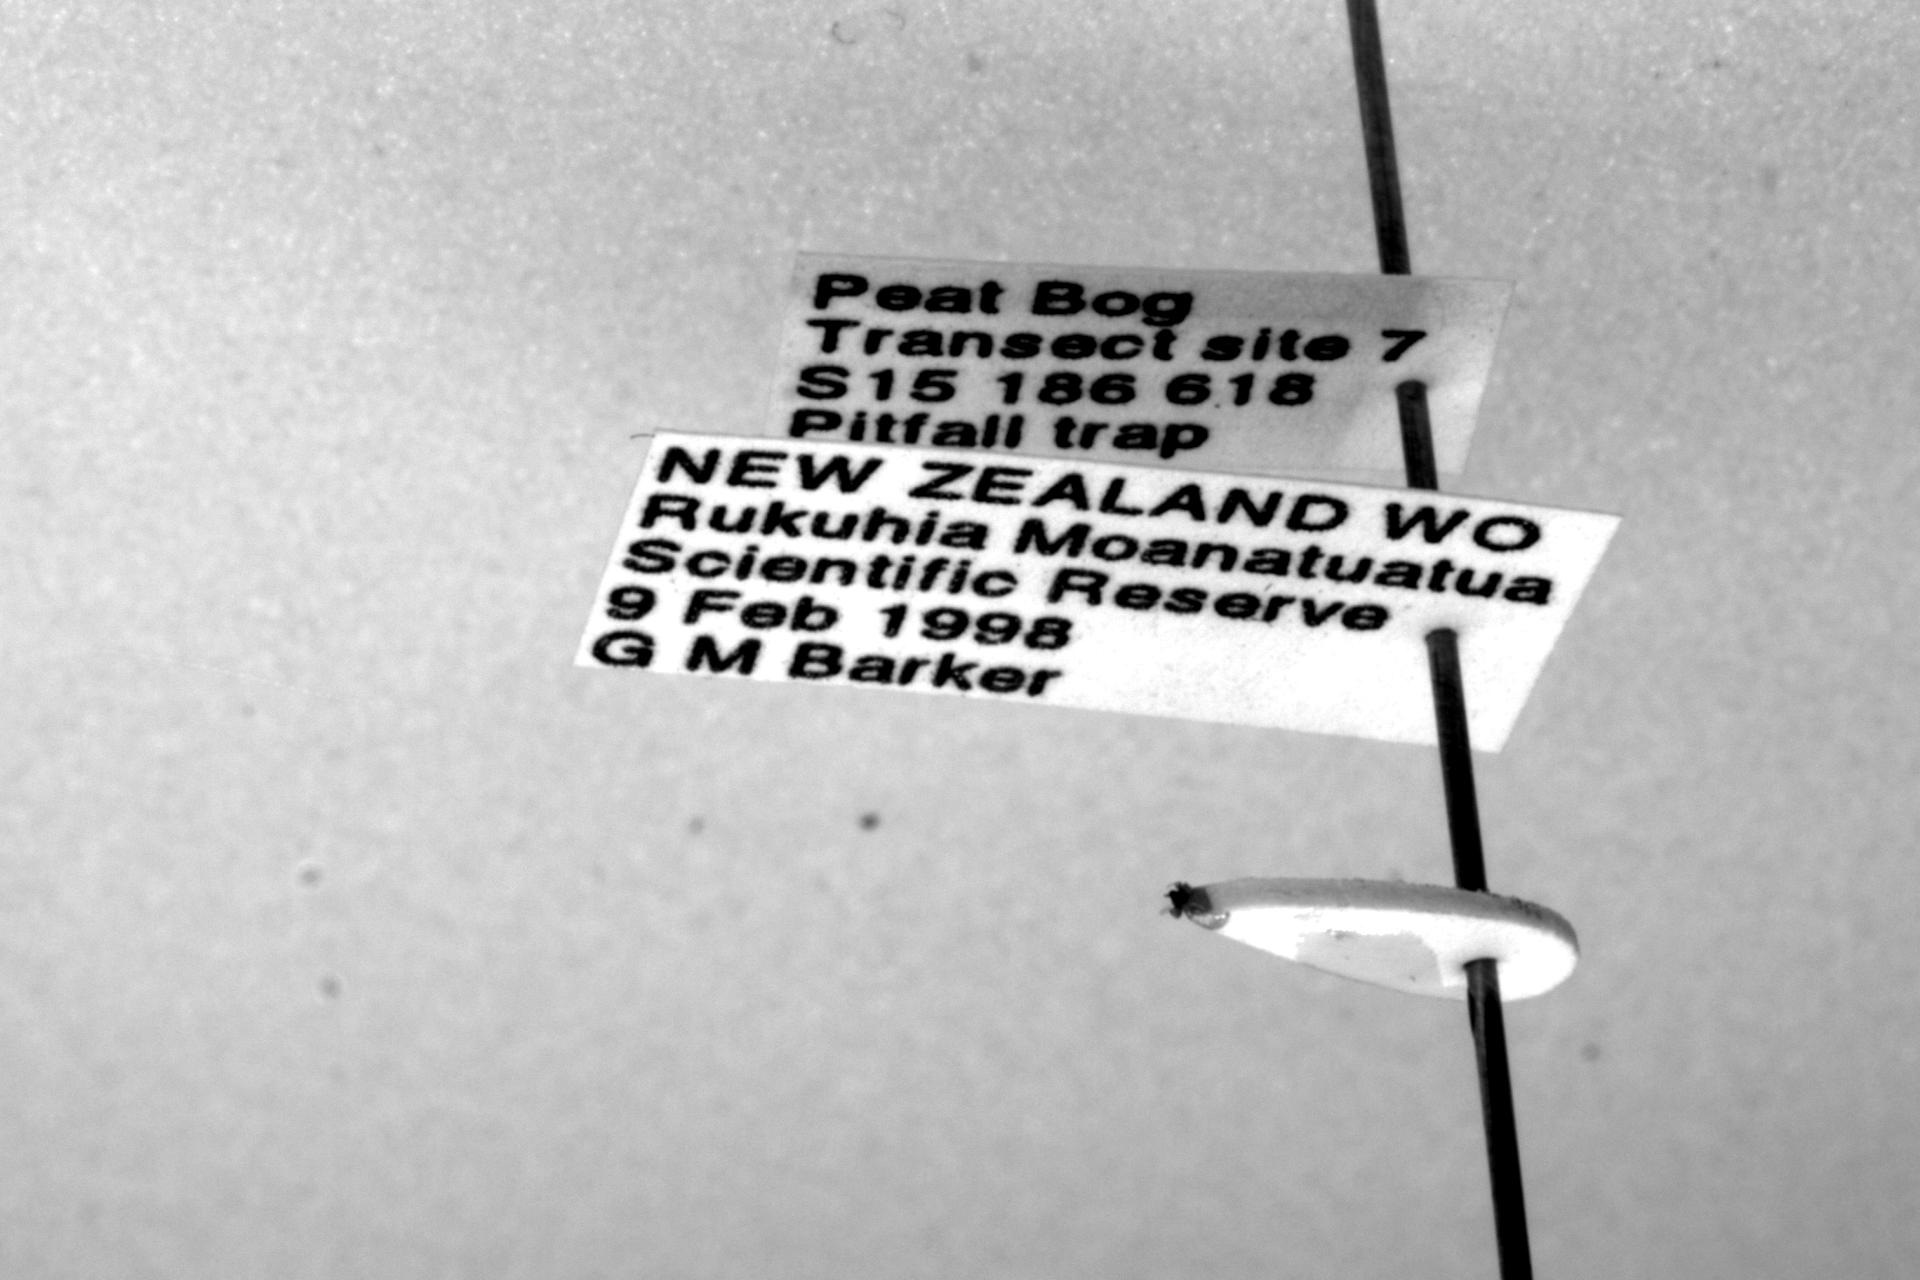 Peat Bog
Transect site 7
S15 186 618
Pitfall trap
NEW ZEALAND WO
Rukuhia Moanatuatua
Scientific Reserve
9 Feb 1998
G M Barker